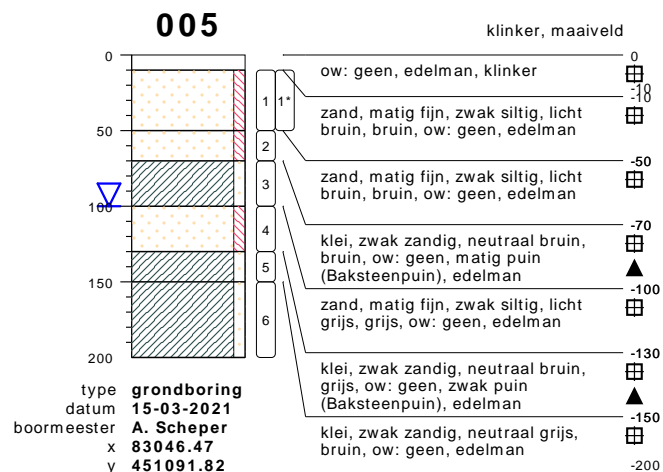 005
klinker, maaiveld
0
50
100
150
200
1
1*
2
3
4
5
6
0
ow: geen, edelman, klinker
-10
-10
zand, matig fijn, zwak siltig, licht
bruin, bruin, ow: geen, edelman
-50
zand, matig fijn, zwak siltig, licht
bruin, bruin, ow: geen, edelman
-70
klei, zwak zandig, neutraal bruin,
bruin, ow: geen, matig puin
(Baksteenpuin), edelman
-100
zand, matig fijn, zwak siltig, licht
grijs, grijs, ow: geen, edelman
-130
klei, zwak zandig, neutraal bruin,
grijs, ow: geen, zwak puin
(Baksteenpuin), edelman
-150
klei, zwak zandig, neutraal grijs,
bruin, ow: geen, edelman
-200
type grondboring
datum 15-03-2021
boormeester A. Scheper
x 83046.47
y 451091.82